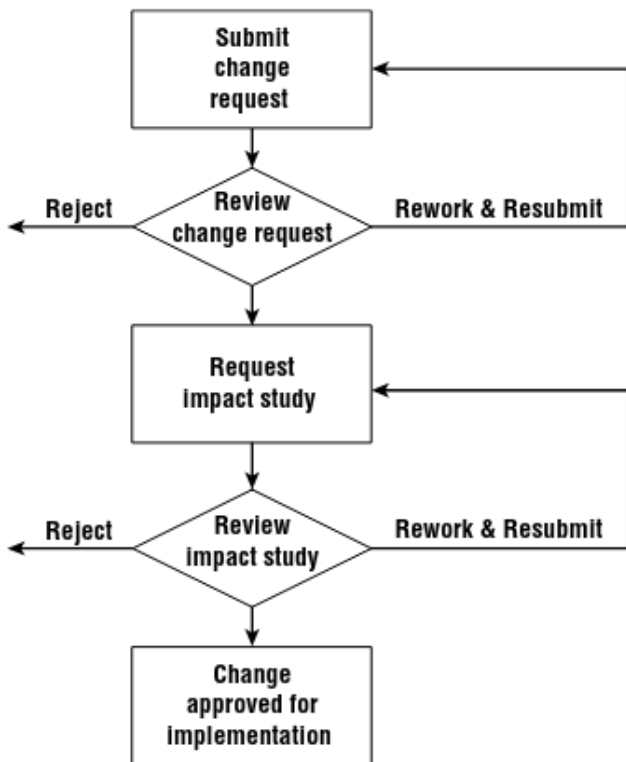 Submit
change
request
Reject
Review
change request
Rework & Resubmit
Request
impact study
Reject
Review
impact study
Rework & Resubmit
Change
approved for
implementation